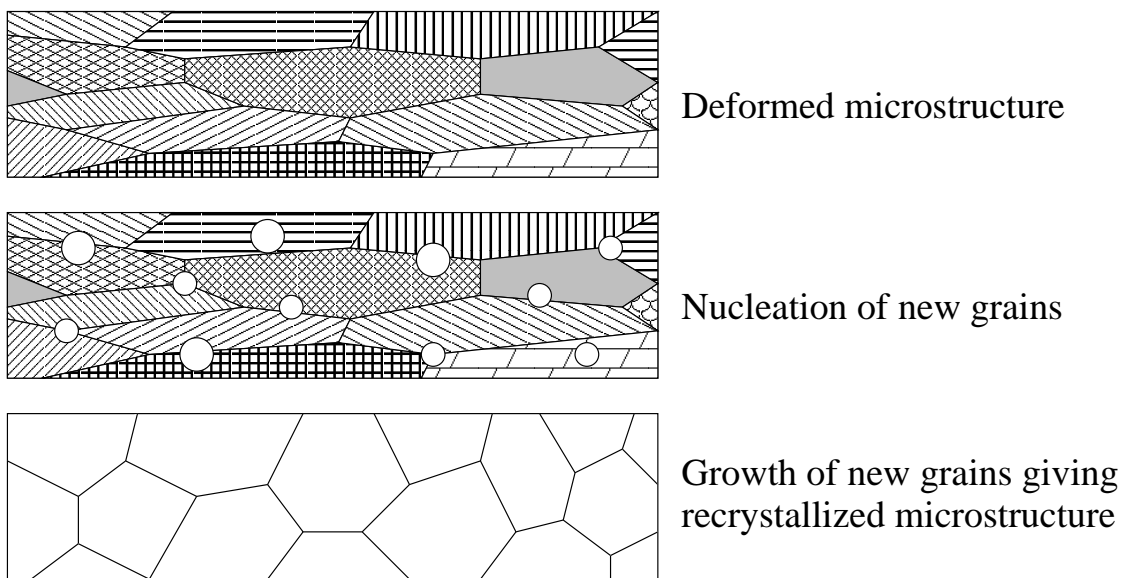 Deformed microstructure
Nucleation of new grains
Growth of new grains giving
recrystallized microstructure